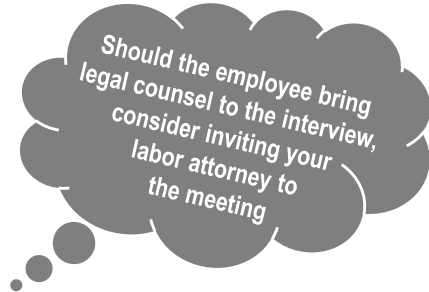 Should the employee bring
legal counsel to the interview,
consider inviting your
labor attorney to
the meeting